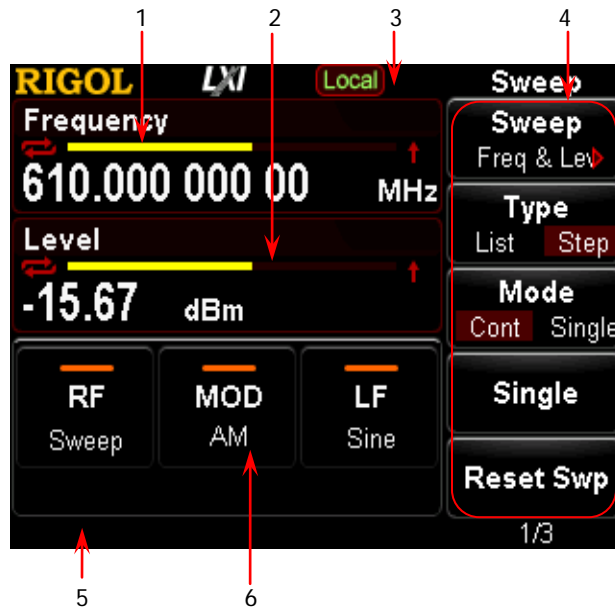 1 2 3 4
RIGOL LXI Local Sweep
Frequency
610.000 000 00 MHz
Level
-15.67 dBm
RF
Sweep
MOD
AM
LF
Sine
Sweep
Freq & Lev
Type
List Step
Mode
Cont Single
Single
Reset Swp
1/3
5 6